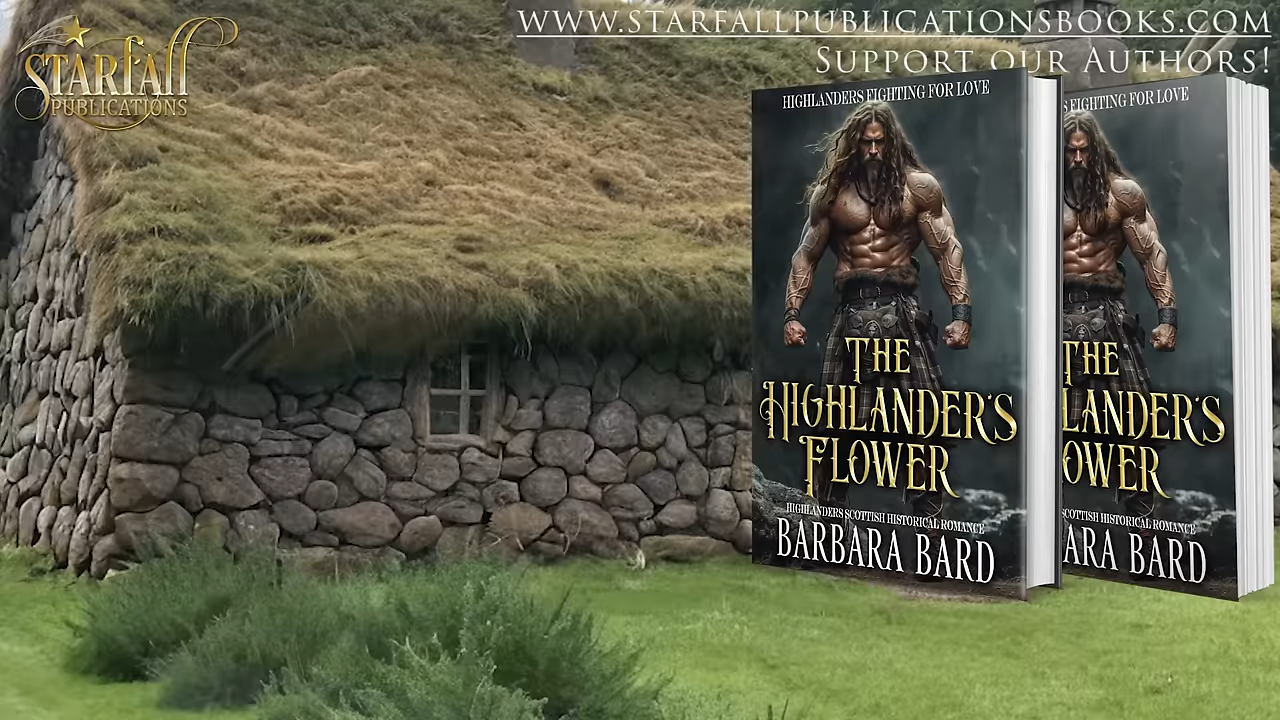 STARFALL
PUBLICATIONS
WWW.STARFALLPUBLICATIONSBOOKS.COM
SUPPORT OUR AUTHORS!
HIGHLANDERS FIGHTING FOR LOVE
THE
HIGHLANDER'S
FLOWER
HIGHLANDERS SCOTTISH HISTORICAL ROMANCE
BARBARA BARD
S FIGHTING FOR LOVE
THE
LANDER'S
OWER
SCOTTISH HISTORICAL ROMANCE
ARA BARD